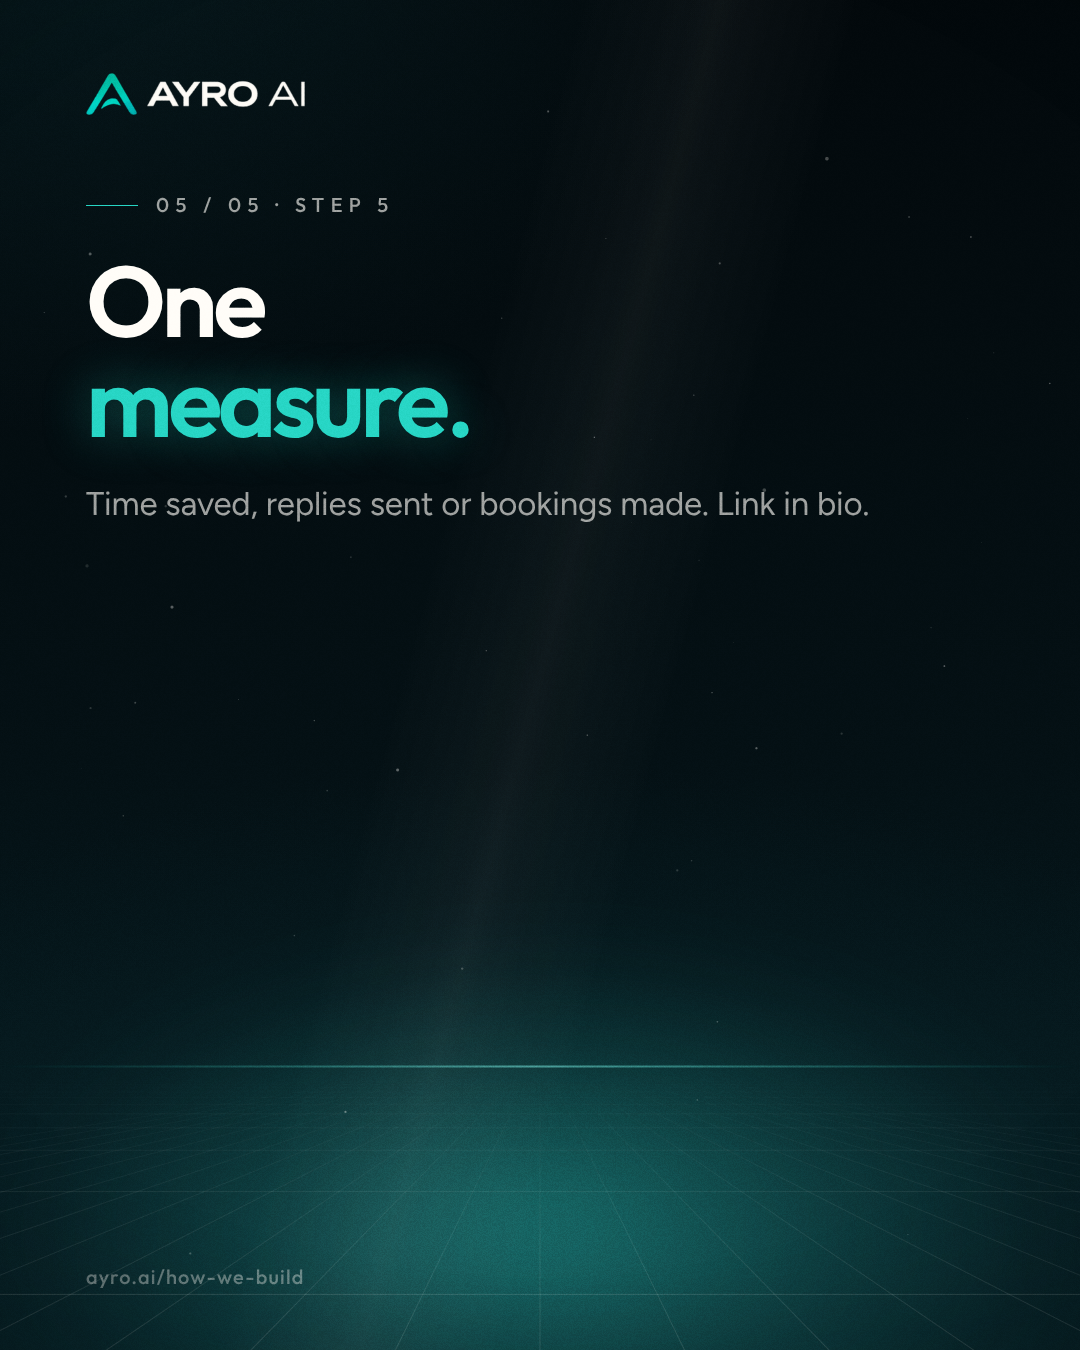 AYRO AI
05 / 05 · STEP 5
One
measure.
Time saved, replies sent or bookings made. Link in bio.
ayro.ai/how-we-build